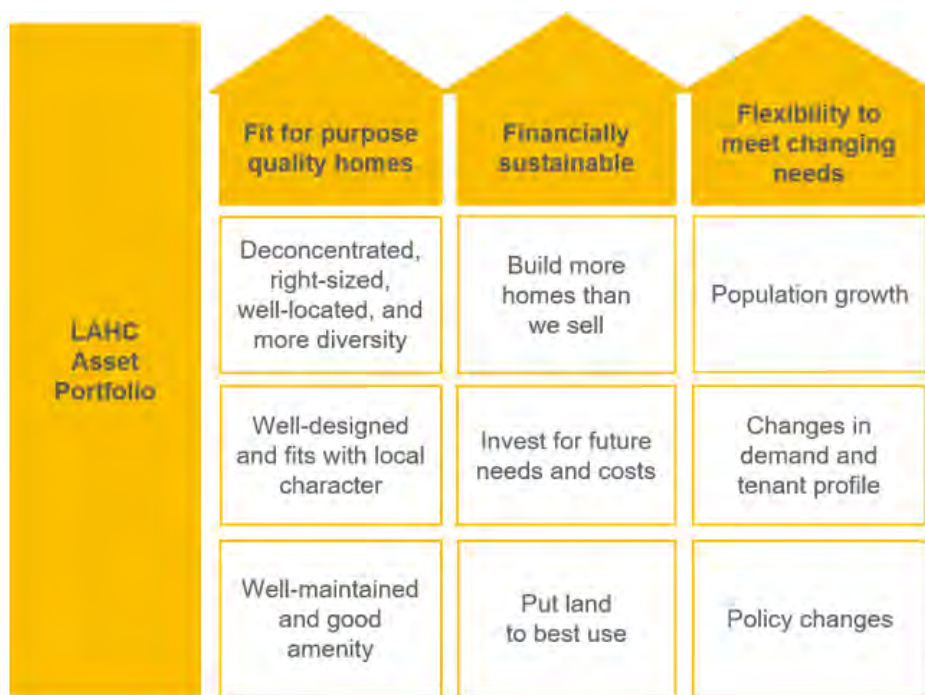 LAHC
Asset
Portfolio
Fit for purpose
quality homes
Deconcentrated,
right-sized,
well-located, and
more diversity
Well-designed
and fits with local
character
Well-maintained
and good
amenity
Financially
sustainable
Build more
homes than
we sell
Invest for future
needs and costs
Put land
to best use
Flexibility to
meet changing
needs
Population growth
Changes in
demand and
tenant profile
Policy changes